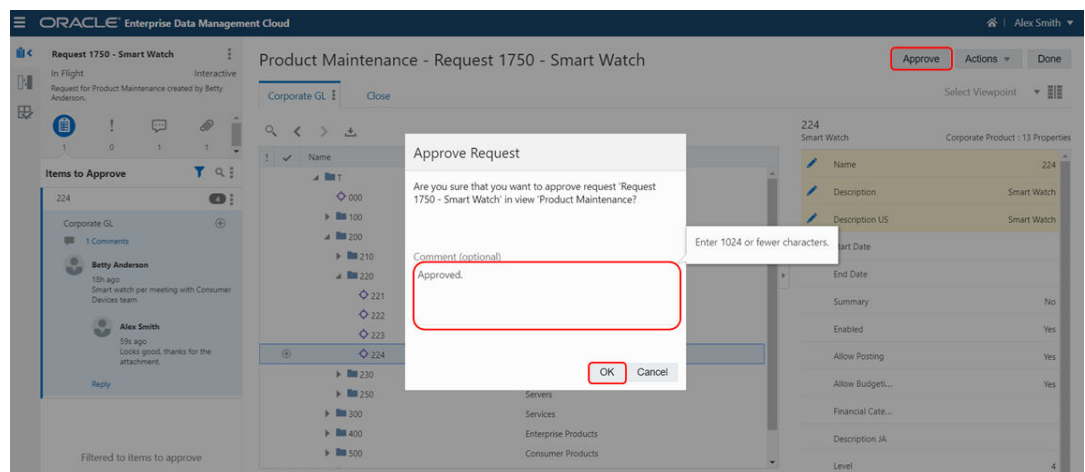 ORACLE Enterprise Data Management Cloud
Alex Smith
Request 1750 - Smart Watch
In Flight
Interactive
Request for Product Maintenance created by Betty
Anderson.
1
0
1
1
Items to Approve
224
4
Corporate GL
1 Comments
Betty Anderson
18h ago
Smart watch per meeting with Consumer
Devices team
Alex Smith
59s ago
Looks good, thanks for the
attachment.
Reply
Filtered to items to approve
Product Maintenance - Request 1750 - Smart Watch
Approve
Actions
Done
Corporate GL
Close
Select Viewpoint
Name
T
000
100
200
210
220
221
222
223
224
230
250
Servers
300
Services
400
Enterprise Products
500
Consumer Products
Approve Request
Are you sure that you want to approve request 'Request
1750 - Smart Watch' in view 'Product Maintenance?
Comment (optional)
Approved.
Enter 1024 or fewer characters.
OK
Cancel
224
Smart Watch
Corporate Product : 13 Properties
Name
224
Description
Smart Watch
Description US
Smart Watch
tart Date
End Date
Summary
No
Enabled
Yes
Allow Posting
Yes
Allow Budgeti...
Yes
Financial Cate...
Description JA
Level
4